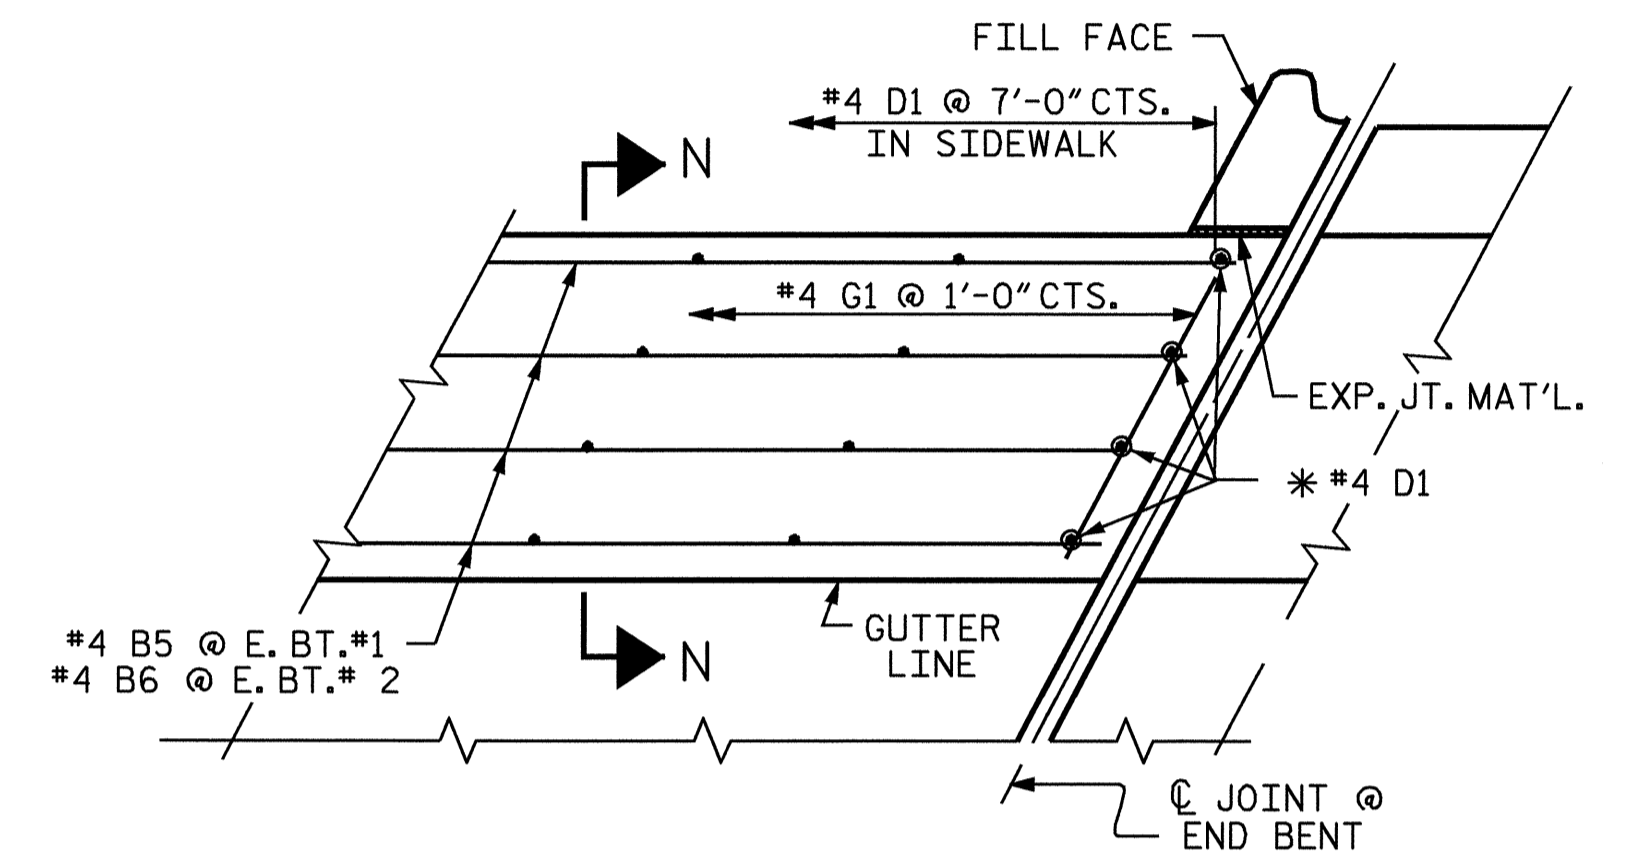 FILL FACE
#4 D1 @ 7'-0" CTS.
IN SIDEWALK
N
#4 G1 @ 1'-0" CTS.
EXP. JT. MAT'L.
✳ #4 D1
GUTTER
LINE
#4 B5 @ E. BT.#1
#4 B6 @ E. BT.# 2
N
℄ JOINT @
END BENT